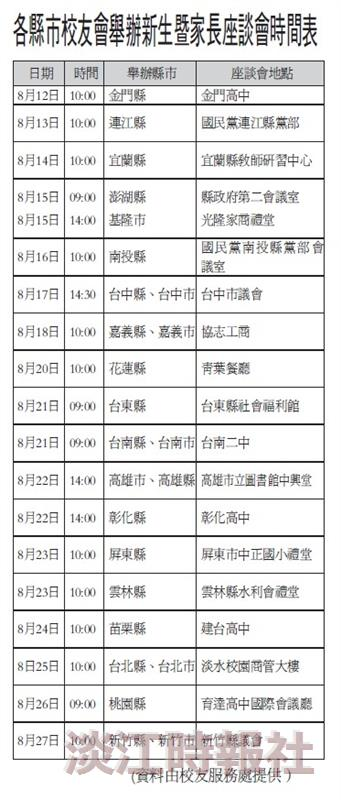 各縣市校友會舉辦新生暨家長座談會時間表
日期 時間 舉辦縣市 座談會地點
8月12日 10:00 金門縣 金門高中
8月13日 10:00 連江縣 國民黨連江縣黨部
8月14日 10:00 宜蘭縣 宜蘭縣教師研習中心
8月15日 09:00 澎湖縣 縣政府第二會議室
8月15日 14:00 基隆市 光隆家商禮堂
8月16日 10:00 南投縣 國民黨南投縣黨部會
議室
8月17日 14:30 台中縣、台中市 台中市議會
8月18日 10:00 嘉義縣、嘉義市 協志工商
8月20日 10:00 花蓮縣 青葉餐廳
8月21日 09:00 台東縣 台東縣社會福利館
8月21日 09:00 台南縣、台南市 台南二中
8月22日 14:00 高雄市、高雄縣 高雄市立圖書館中興堂
8月22日 14:00 彰化縣 彰化高中
8月23日 10:00 屏東縣 屏東市中正國小禮堂
8月23日 10:00 雲林縣 雲林縣水利會禮堂
8月24日 10:00 苗栗縣 建台高中
8日25日 10:00 台北縣、台北市 淡水校園商管大樓
8月26日 09:00 桃園縣 育達高中國際會議廳
8月27日 10:00 新竹縣、新竹市 新竹縣議會
淡江時報社
(資料由校友服務處提供)